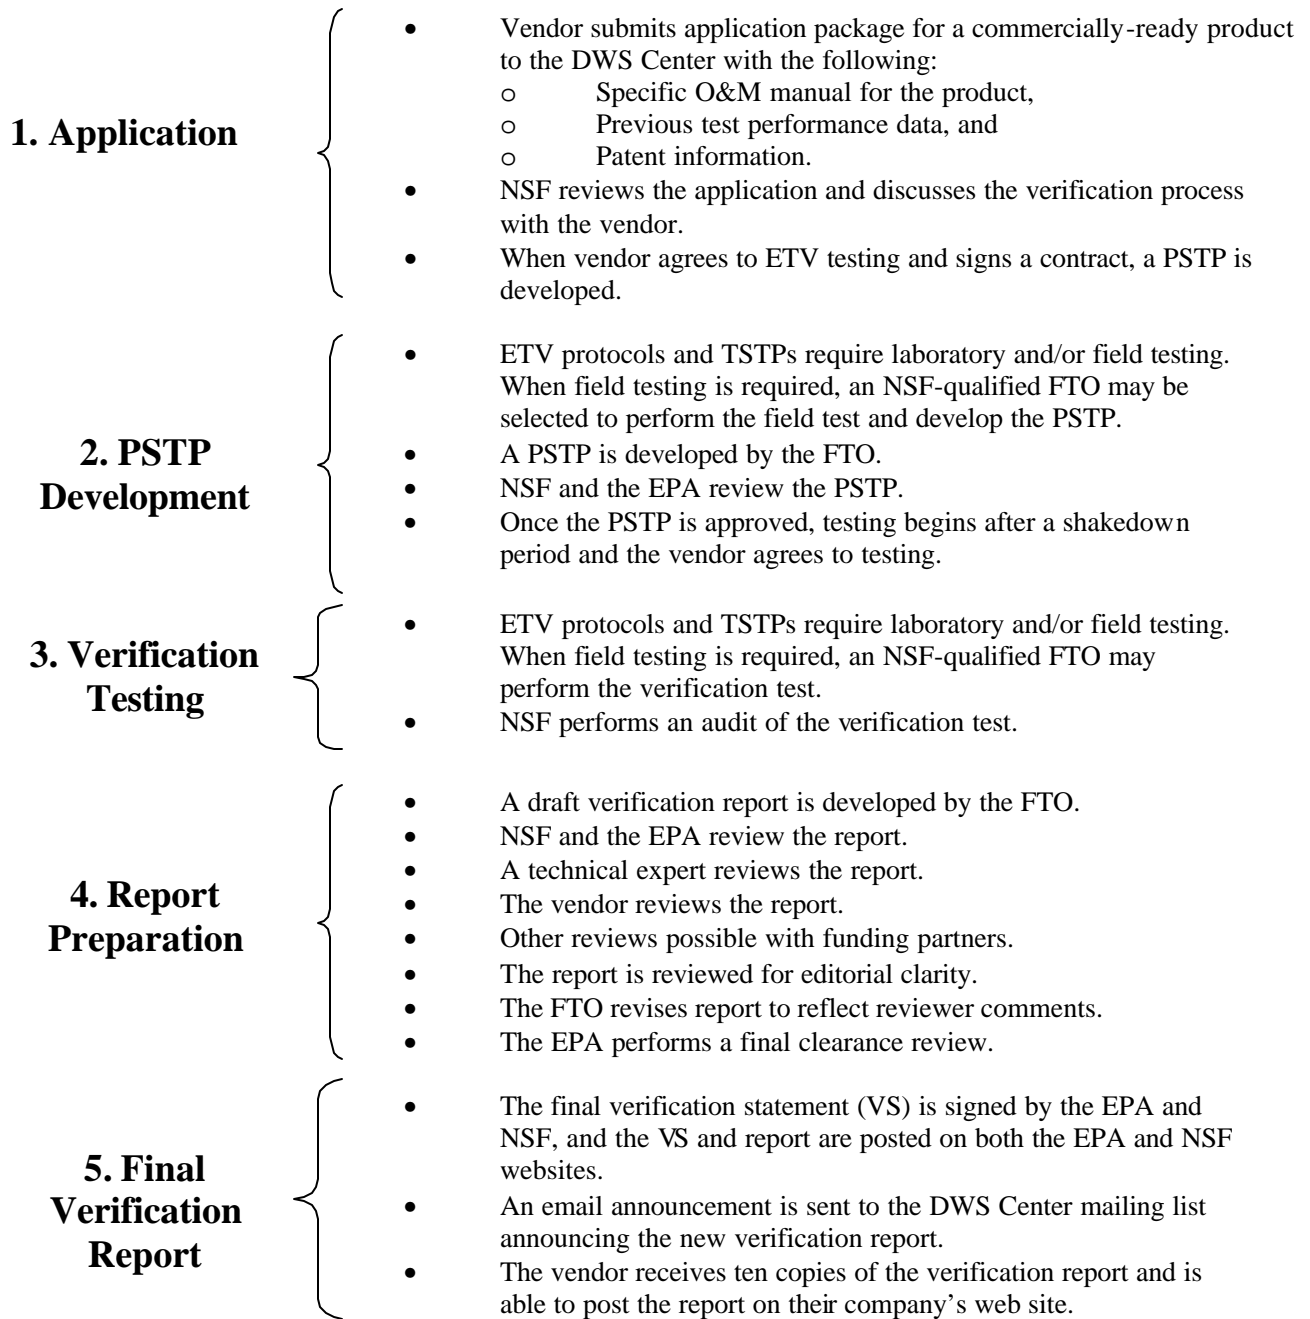 1. Application
• Vendor submits application package for a commercially-ready product
to the DWS Center with the following:
o Specific O&M manual for the product,
o Previous test performance data, and
o Patent information.
• NSF reviews the application and discusses the verification process
with the vendor.
• When vendor agrees to ETV testing and signs a contract, a PSTP is
developed.
2. PSTP
Development
• ETV protocols and TSTPs require laboratory and/or field testing.
When field testing is required, an NSF-qualified FTO may be
selected to perform the field test and develop the PSTP.
• A PSTP is developed by the FTO.
• NSF and the EPA review the PSTP.
• Once the PSTP is approved, testing begins after a shakedown
period and the vendor agrees to testing.
3. Verification
Testing
• ETV protocols and TSTPs require laboratory and/or field testing.
When field testing is required, an NSF-qualified FTO may
perform the verification test.
• NSF performs an audit of the verification test.
4. Report
Preparation
• A draft verification report is developed by the FTO.
• NSF and the EPA review the report.
• A technical expert reviews the report.
• The vendor reviews the report.
• Other reviews possible with funding partners.
• The report is reviewed for editorial clarity.
• The FTO revises report to reflect reviewer comments.
• The EPA performs a final clearance review.
5. Final
Verification
Report
• The final verification statement (VS) is signed by the EPA and
NSF, and the VS and report are posted on both the EPA and NSF
websites.
• An email announcement is sent to the DWS Center mailing list
announcing the new verification report.
• The vendor receives ten copies of the verification report and is
able to post the report on their company's web site.